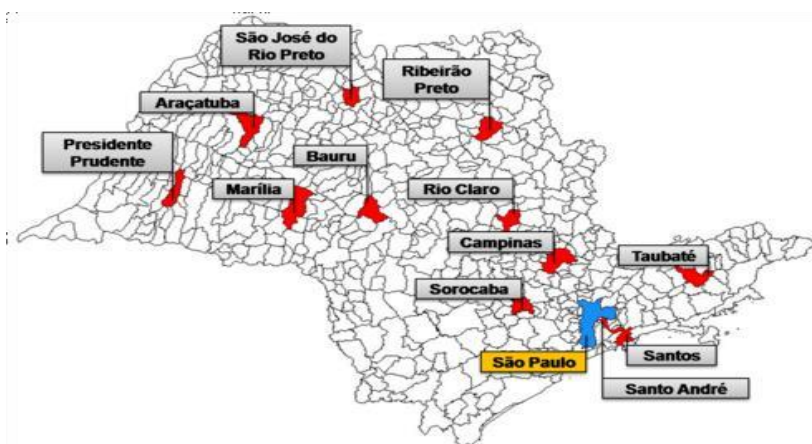 São José do
Rio Preto
Ribeirão
Preto
Araçatuba
Presidente
Prudente
Bauru
Marília
Rio Claro
Campinas
Taubaté
Sorocaba
São Paulo
Santos
Santo André